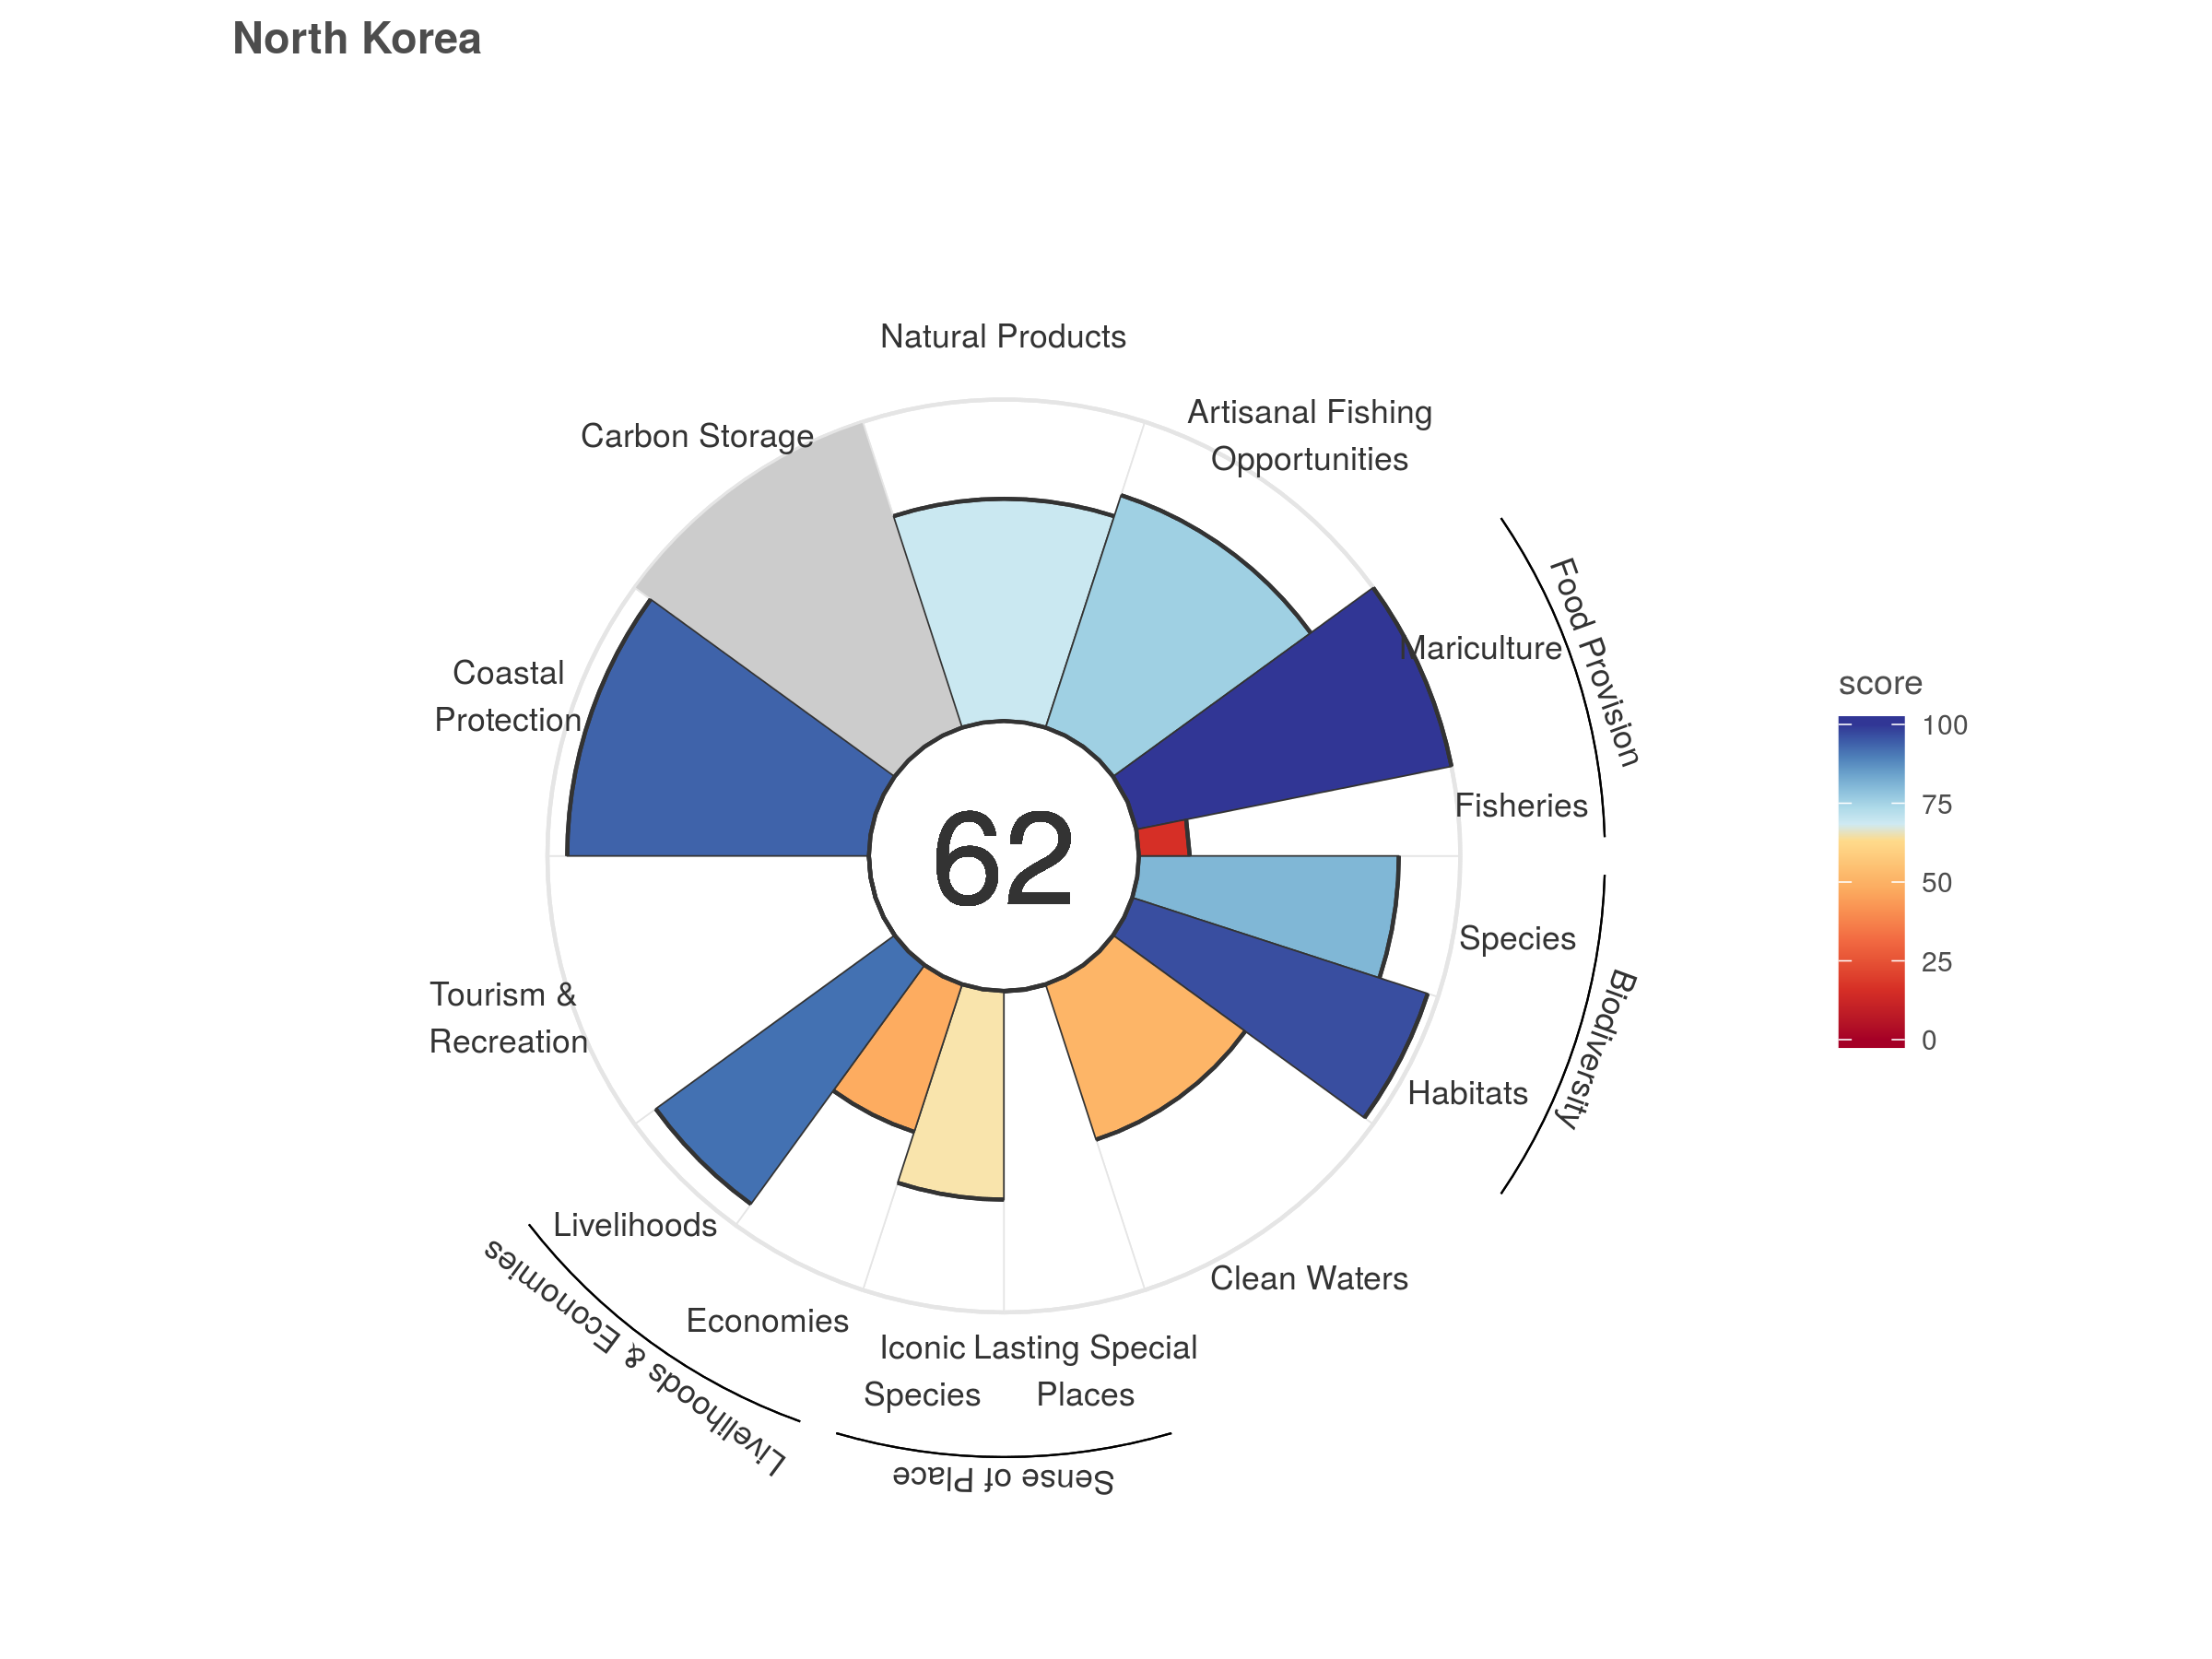 North Korea
Natural Products
Artisanal Fishing
Opportunities
Carbon Storage
Food Provision
Mariculture
Coastal
Protection
score
100
75
50
25
0
Fisheries
62
Species
Biodiversity
Tourism &
Recreation
Habitats
Livelihoods
Clean Waters
Economies
Livelihoods & Economies
Iconic
Species
Lasting Special
Places
Sense of Place